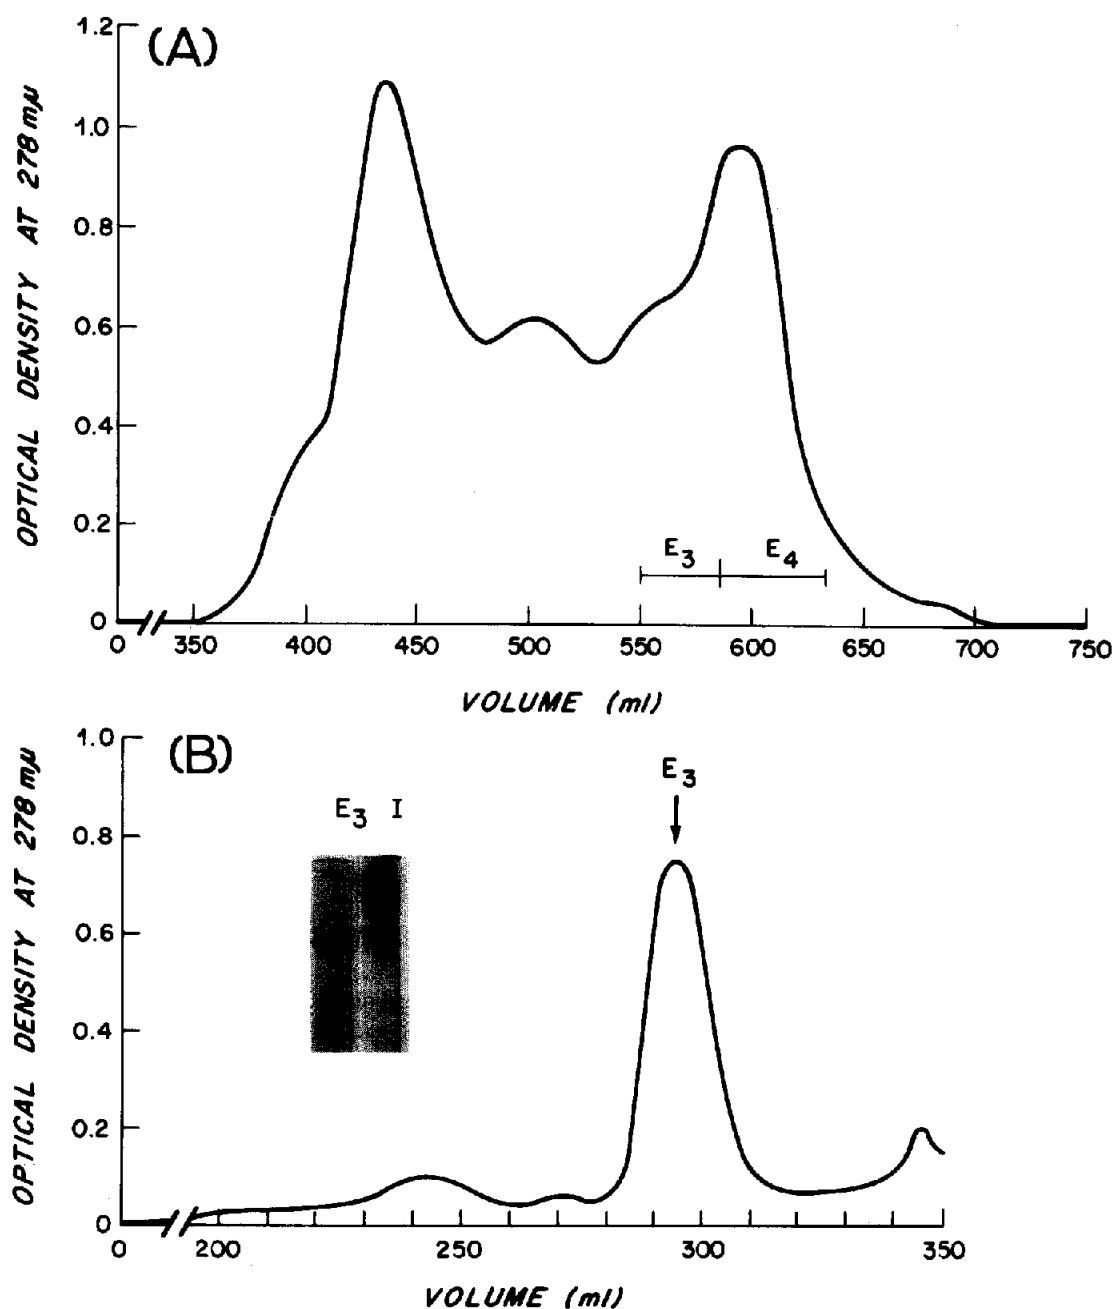 (A)
OPTICAL DENSITY AT 278 mμ
1.2
1.0
0.8
0.6
0.4
0.2
0
E3 E4
0 350 400 450 500 550 600 650 700 750
VOLUME (ml)
(B)
OPTICAL DENSITY AT 278 mμ
1.0
0.8
0.6
0.4
0.2
0
E3 I
E3
0 200 250 300 350
VOLUME (ml)